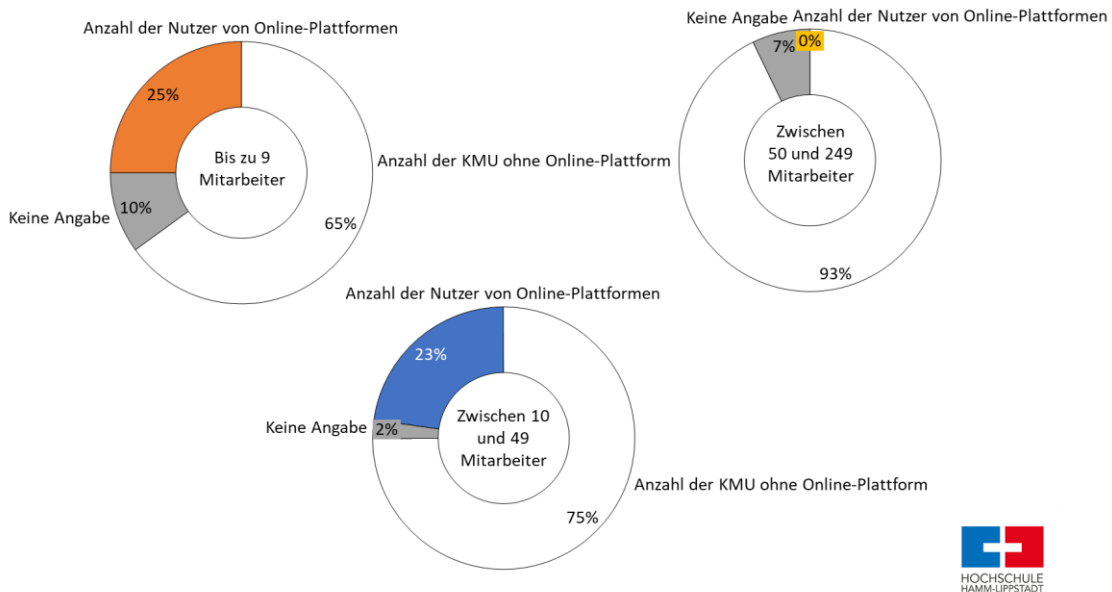 Anzahl der Nutzer von Online-Plattformen
25%
Bis zu 9
Mitarbeiter
Keine Angabe
10%
65%
Anzahl der KMU ohne Online-Plattform
Keine Angabe
Anzahl der Nutzer von Online-Plattformen
7%
0%
Zwischen
50 und 249
Mitarbeiter
93%
Anzahl der Nutzer von Online-Plattformen
23%
Keine Angabe
2%
Zwischen 10
und 49
Mitarbeiter
Anzahl der KMU ohne Online-Plattform
75%
HOCHSCHULE
HAMM-LIPPSTADT